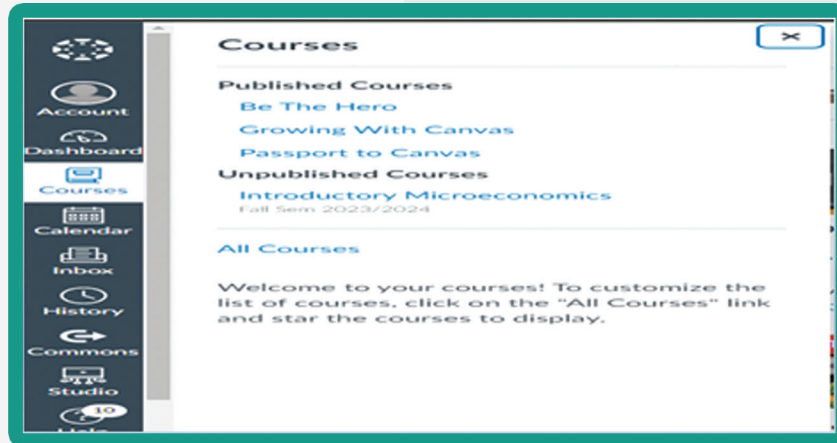 Account
Dashboard
Courses
Calendar
Inbox
History
Commons
Studio
10
Help
Courses
Published Courses
Be The Hero
Growing With Canvas
Passport to Canvas
Unpublished Courses
Introductory Microeconomics
Fall Sem 2023/2024
All Courses
Welcome to your courses! To customize the
list of courses, click on the "All Courses" link
and star the courses to display.